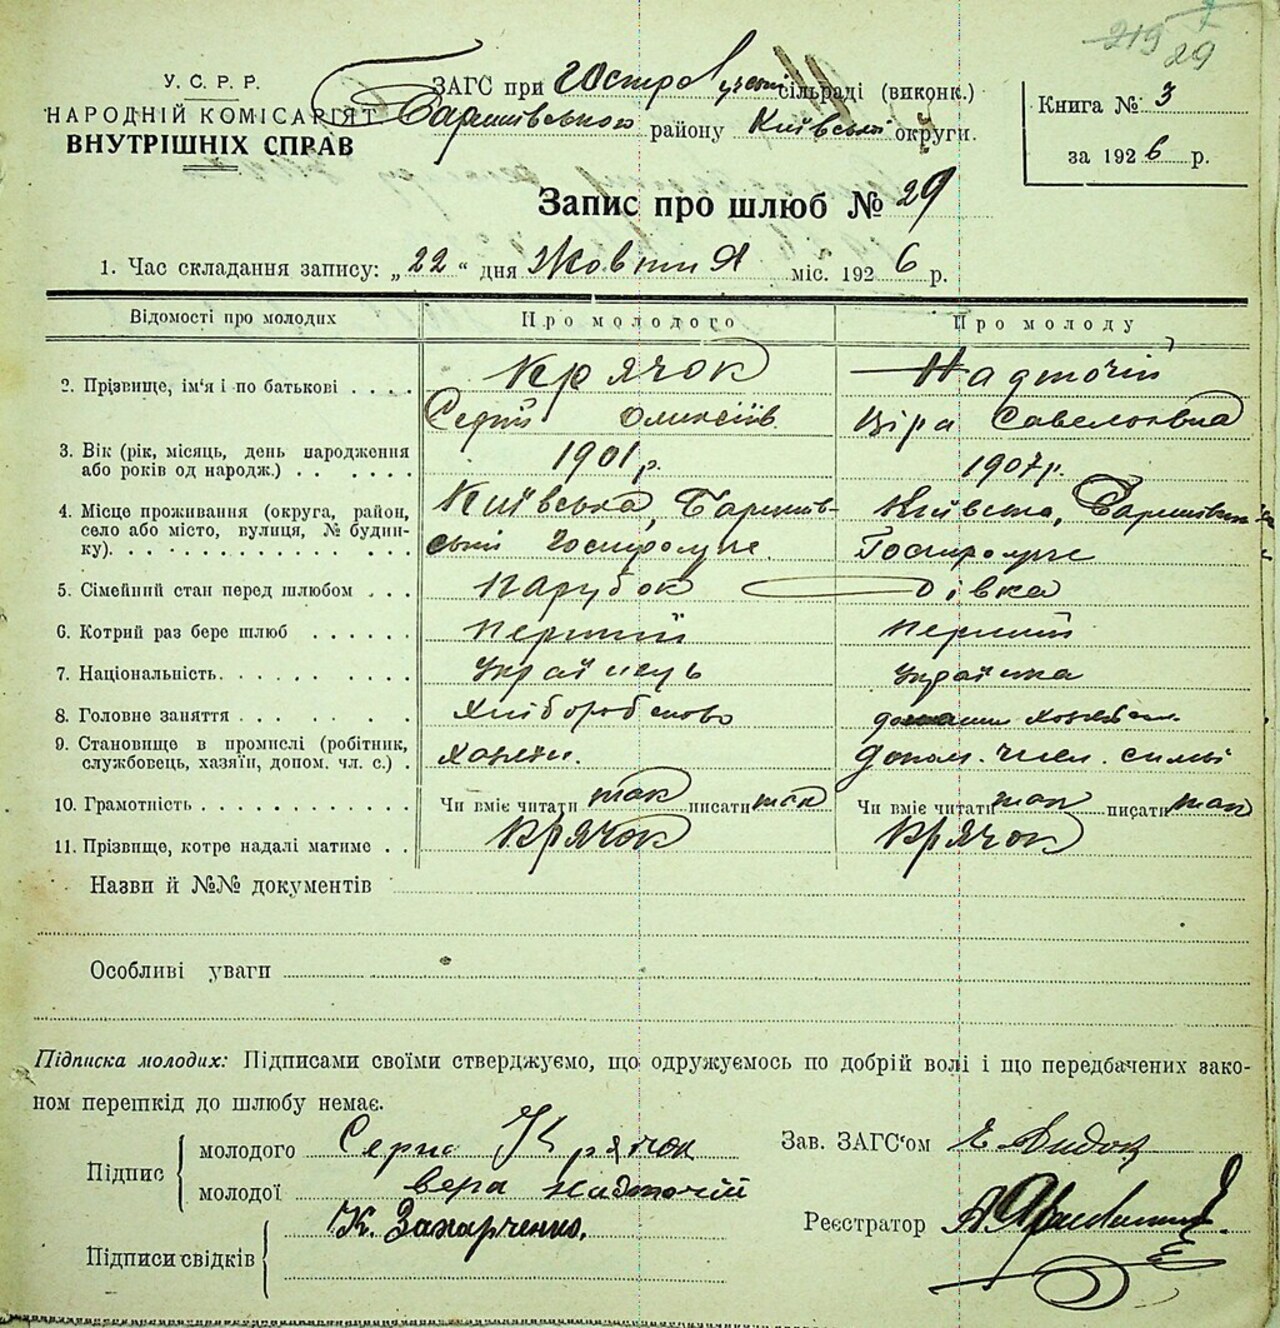 219 29
У. С. Р. Р.
НАРОДНІЙ КОМІСАРІЯТ
ВНУТРІШНІХ СПРАВ
ЗАГС при Гостролучськ сільраді (виконк.)
Баришівського району Київської округи.
Книга № 3
за 1926 р.
Запис про шлюб № 29
1. Час складання запису: „22“ дня Жовтня міс. 1926 р.
Відомості про молодих Про молодого Про молоду
2. Прізвище, ім'я і по батькові . . . . Крячок Надточій
Сергій Олексіїв. Віра Савеловна
3. Вік (рік, місяць, день народження або років од народж.) . . . . . . 1901 р. 1907 р.
4. Місце проживання (округа, район, село або місто, вулиця, № будинку). Київська, Баришівський Гостролуче. Київська, Баришівськ Гостролуче
5. Сімейний стан перед шлюбом . . . Парубок Дівка
6. Котрий раз бере шлюб . . . . . . Перший Перший
7. Національність. . . . . . . . . . Українець Українка
8. Головне заняття . . . . . . . . Хліборобство
9. Становище в промислі (робітник, службовець, хазяїн, допом. чл. с.) . Хазяїн. допом. член. сим'ї
10. Грамотність . . . . . . . . . . . Чи вміє читати так писати так Чи вміє читати так писати так
11. Прізвище, котре надалі матиме . . Крячок Крячок
Назви й №№ документів
Особливі уваги
Підписка молодих: Підписами своїми стверджуємо, що одружуємось по добрій волі і що передбачених зако-
ном перешкід до шлюбу немає.
Підпис
молодого Серги Крячок
молодої вера надточій
Підписи свідків К. Захарченко.
Зав. ЗАГС'ом
Реєстратор